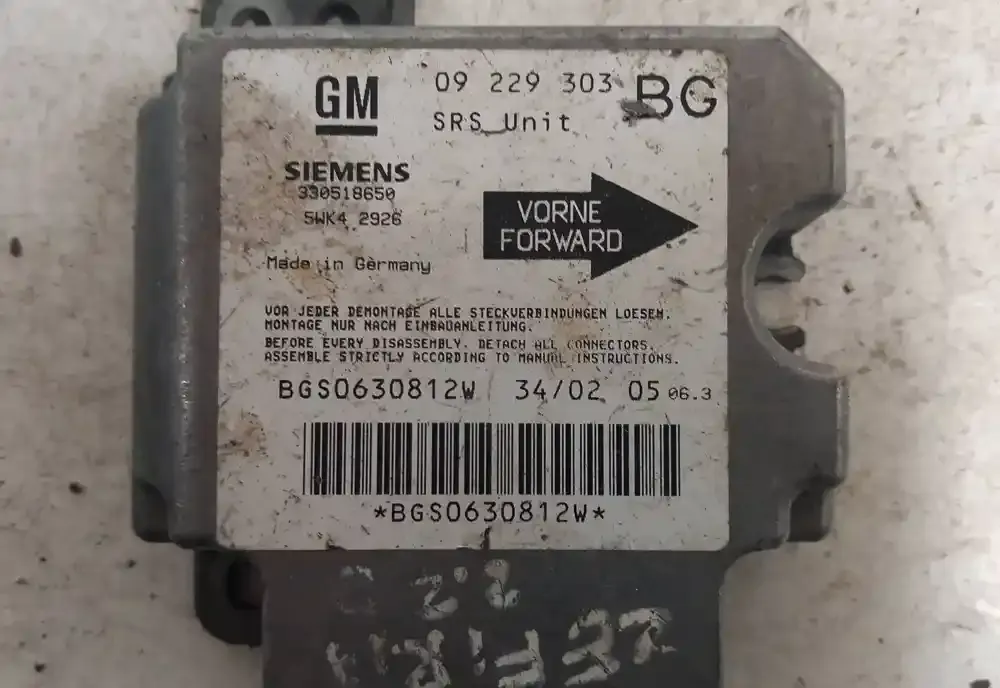 GM
09 229 303 BG
SRS Unit
SIEMENS
330518650
5WK4 2926
Made in Germany
VORNE
FORWARD
VOR JEDER DEMONTAGE ALLE STECKVERBINDUNGEN LOESEN.
MONTAGE NUR NACH EINBAUANLEITUNG.
BEFORE EVERY DISASSEMBLY, DETACH ALL CONNECTORS.
ASSEMBLE STRICTLY ACCORDING TO MANUAL INSTRUCTIONS.
BGS0630812W 34/02 05 06.3
*BGS0630812W*
2.2